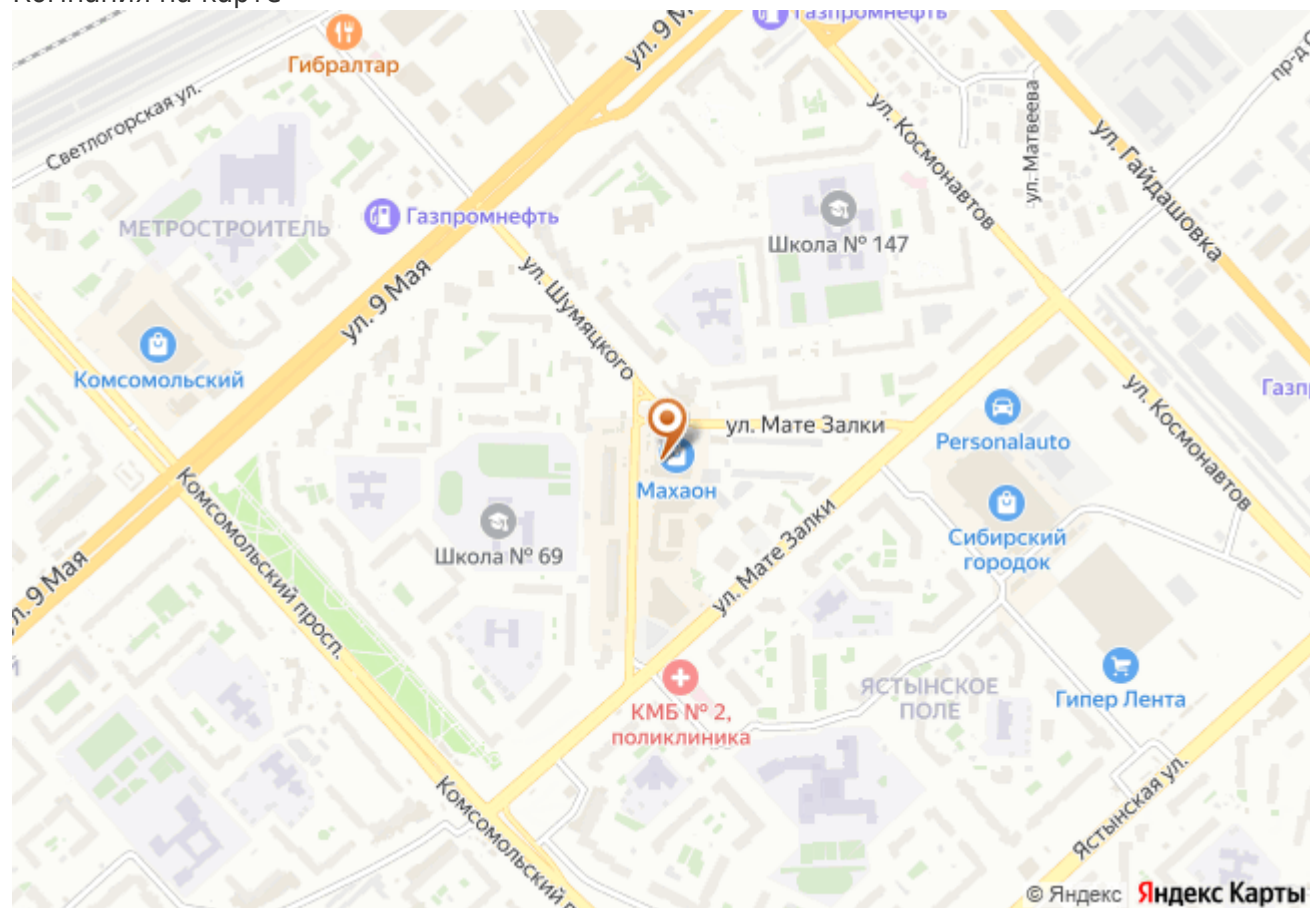 Компания на карте
Газпромнефть
Гибралтар
ул. 9 М
пр-д
Светлогорская ул.
ул. Космонавтов
ул. Матвеева
ул. Гайдашовка
МЕТРОСТРОИТЕЛЬ
Газпромнефть
Школа № 147
ул. 9 Мая
ул. Шумяцкого
Комсомольский
Газп
ул. Мате Залки
Personalauto
ул. Космонавтов
Махаон
Школа № 69
Сибирский
городок
Комсомольский просп.
ул. Мате Залки
л. 9 Мая
й
ЯСТЫНСКОЕ
ПОЛЕ
Гипер Лента
КМБ № 2,
поликлиника
Комсомольский п
Ястынская ул.
© Яндекс Яндекс Карты